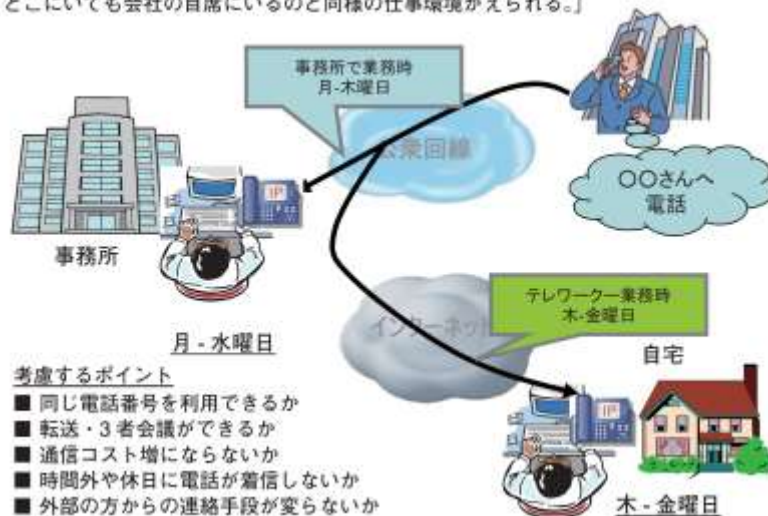 どこにいても会社の自席にいるのと同様の仕事環境がえられる。」
事務所で業務時
月-木曜日
公衆回線
〇〇さんへ
電話
IP
事務所
テレワークー業務時
木-金曜日
インターネット
月 - 水曜日
自宅
考慮するポイント
■ 同じ電話番号を利用できるか
■ 転送・3者会議ができるか
■ 通信コスト増にならないか
■ 時間外や休日に電話が着信しないか
■ 外部の方からの連絡手段が変らないか
IP
木 - 金曜日